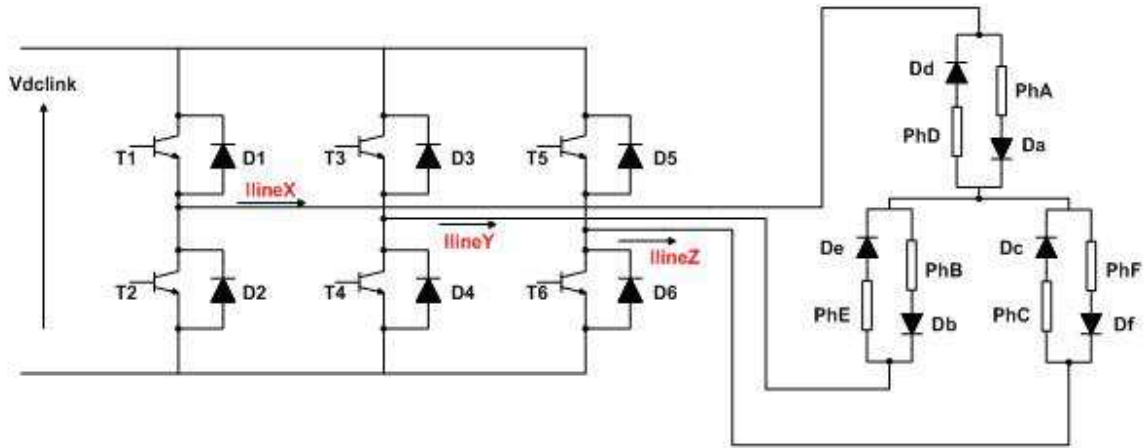 Vdclink
T1
D1
T3
D3
T5
D5
IlineX
IlineY
IlineZ
T2
D2
T4
D4
T6
D6
Dd
PhA
PhD
Da
De
PhB
PhE
Db
Dc
PhF
PhC
Df